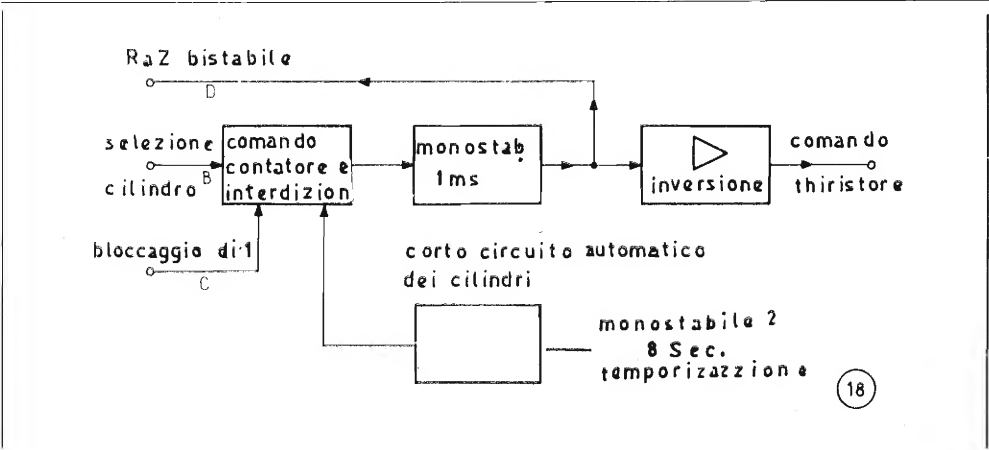 RaZ bistabile
D
selezione
B
cilindro
comando
contatore e
interdizion
monostab.
1ms
inversione
comando
thiristore
bloccaggio di 1
C
corto circuito automatico
dei cilindri
monostabile 2
8 Sec.
temporizazzione
18